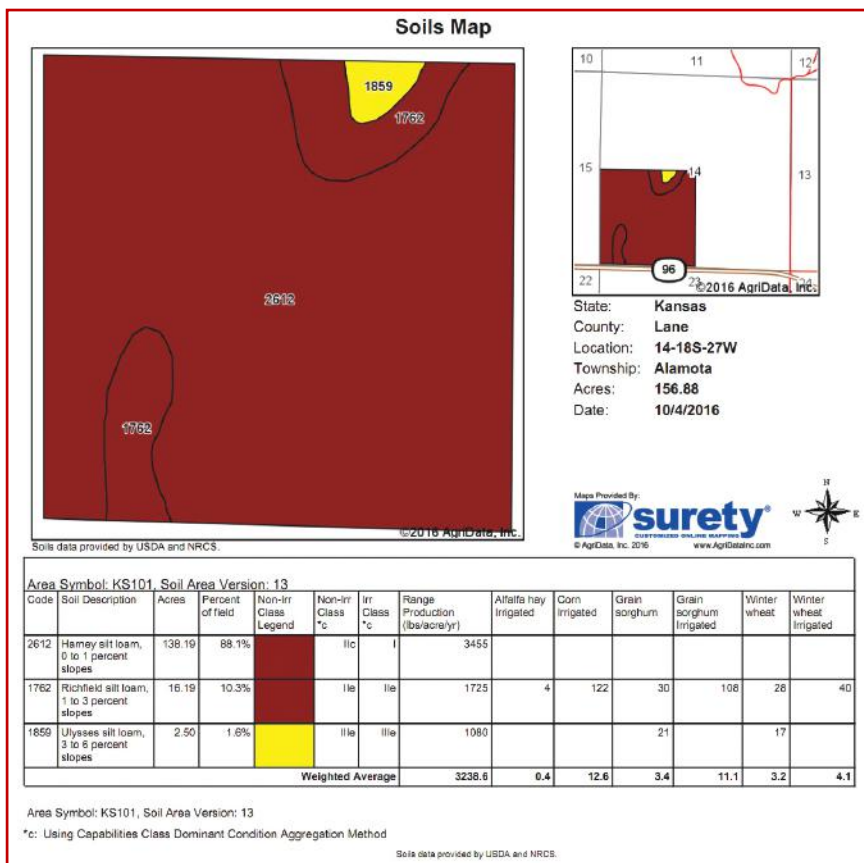 Soils Map
1859
1762
2612
1762
©2016 AgriData, Inc.
Soils data provided by USDA and NRCS.
10 11 12
15 14 13
96
22 23 24
©2016 AgriData, Inc.
State: Kansas
County: Lane
Location: 14-18S-27W
Township: Alamota
Acres: 156.88
Date: 10/4/2016
Maps Provided By:
surety®
CUSTOMIZED ONLINE MAPPING
© AgriData, Inc. 2016 www.AgriDataInc.com
N
W E
S
Area Symbol: KS101, Soil Area Version: 13
Code Soil Description Acres Percent of field Non-Irr Class Legend Non-Irr Class *c Irr Class *c Range Production (lbs/acre/yr) Alfalfa hay Irrigated Corn Irrigated Grain sorghum Grain sorghum Irrigated Winter wheat Winter wheat Irrigated
2612 Harney silt loam, 0 to 1 percent slopes 138.19 88.1% IIc I 3455
1762 Richfield silt loam, 1 to 3 percent slopes 16.19 10.3% IIe IIe 1725 4 122 30 108 28 40
1859 Ulysses silt loam, 3 to 6 percent slopes 2.50 1.6% IIIe IIIe 1080 21 17
Weighted Average 3238.6 0.4 12.6 3.4 11.1 3.2 4.1
Area Symbol: KS101, Soil Area Version: 13
*c: Using Capabilities Class Dominant Condition Aggregation Method
Soils data provided by USDA and NRCS.